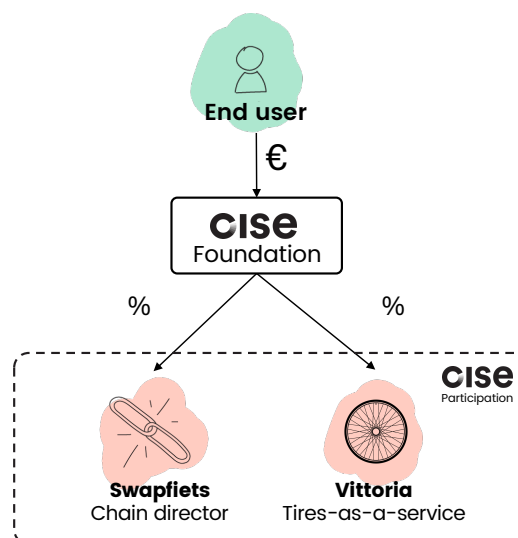 End user
€
cise
Foundation
%
%
cise
Participation
Swapfiets
Chain director
Vittoria
Tires-as-a-service